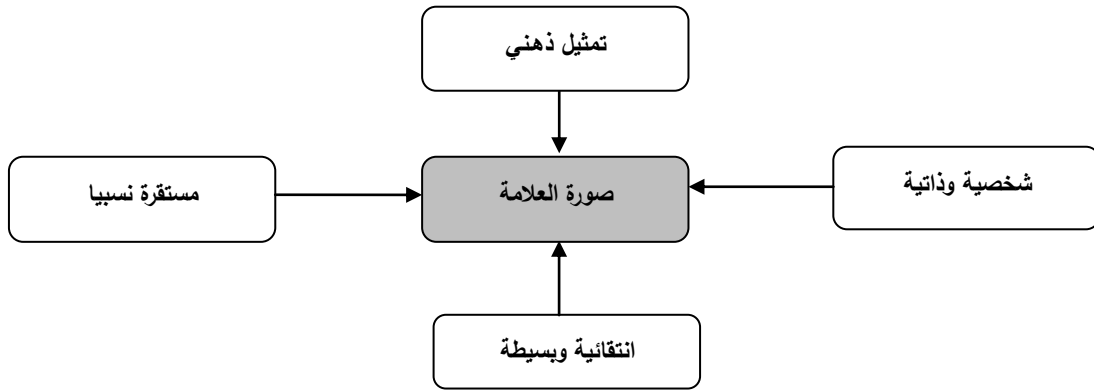 تمثيل ذهني
شخصية وذاتية
صورة العلامة
مستقرة نسبيا
انتقائية وبسيطة